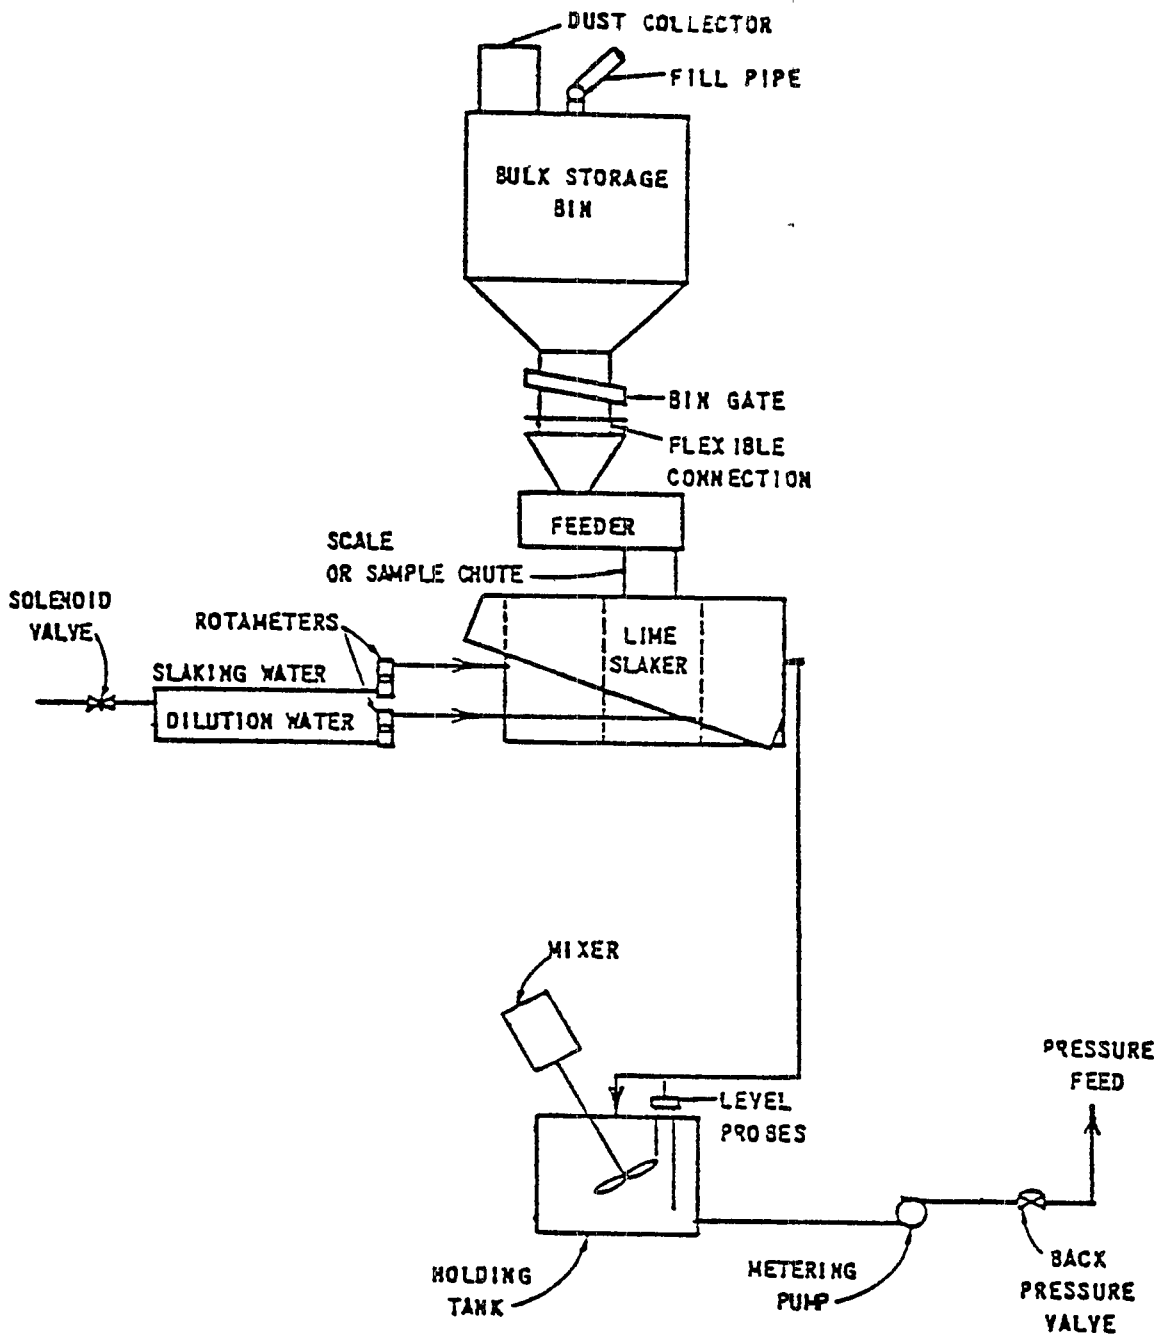 DUST COLLECTOR
FILL PIPE
BULK STORAGE
BIN
BIN GATE
FLEXIBLE
CONNECTION
FEEDER
SCALE
OR SAMPLE CHUTE
SOLENOID
VALVE
ROTAMETERS
LIME
SLAKER
SLAKING WATER
DILUTION WATER
MIXER
PRESSURE
FEED
LEVEL
PROBES
HOLDING
TANK
METERING
PUMP
BACK
PRESSURE
VALVE